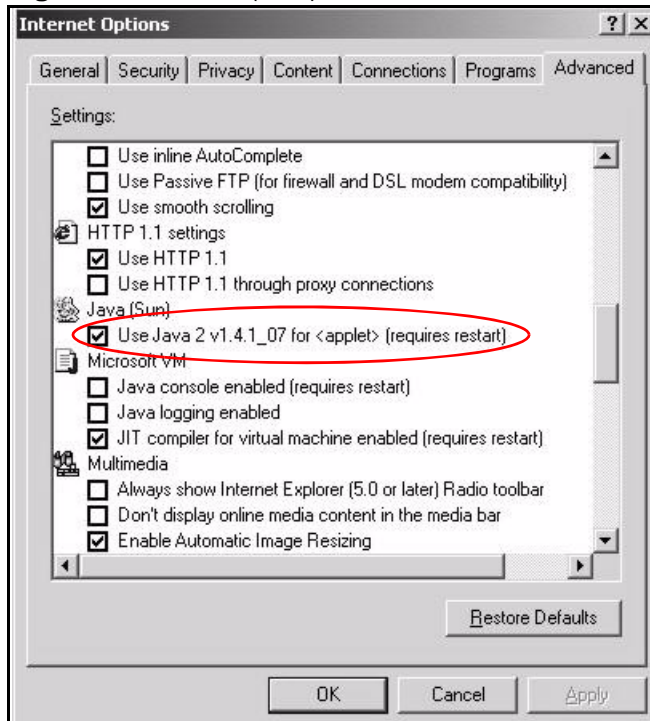 Internet Options
General Security Privacy Content Connections Programs Advanced
Settings:
Use inline AutoComplete
Use Passive FTP (for firewall and DSL modem compatibility)
Use smooth scrolling
HTTP 1.1 settings
Use HTTP 1.1
Use HTTP 1.1 through proxy connections
Java (Sun)
Use Java 2 v1.4.1_07 for <applet> (requires restart)
Microsoft VM
Java console enabled (requires restart)
Java logging enabled
JIT compiler for virtual machine enabled (requires restart)
Multimedia
Always show Internet Explorer (5.0 or later) Radio toolbar
Don't display online media content in the media bar
Enable Automatic Image Resizing
Restore Defaults
OK Cancel Apply